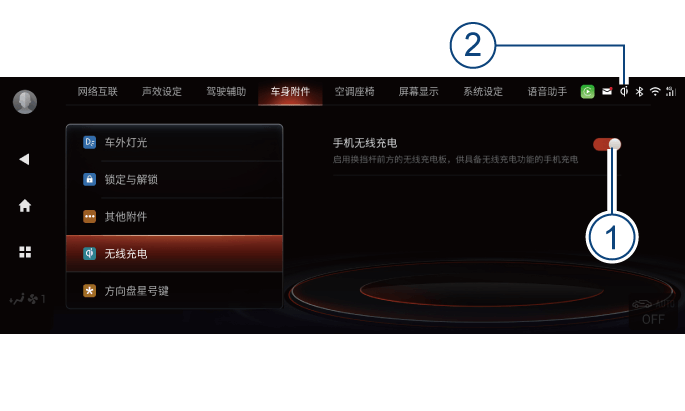 2
网络互联 声效设定 驾驶辅助 车身附件 空调座椅 屏幕显示 系统设定 语音助手 4G
车外灯光
手机无线充电
启用换挡杆前方的无线充电板，供具备无线充电功能的手机充电
锁定与解锁
其他附件
1
无线充电
方向盘星号键
1
OFF